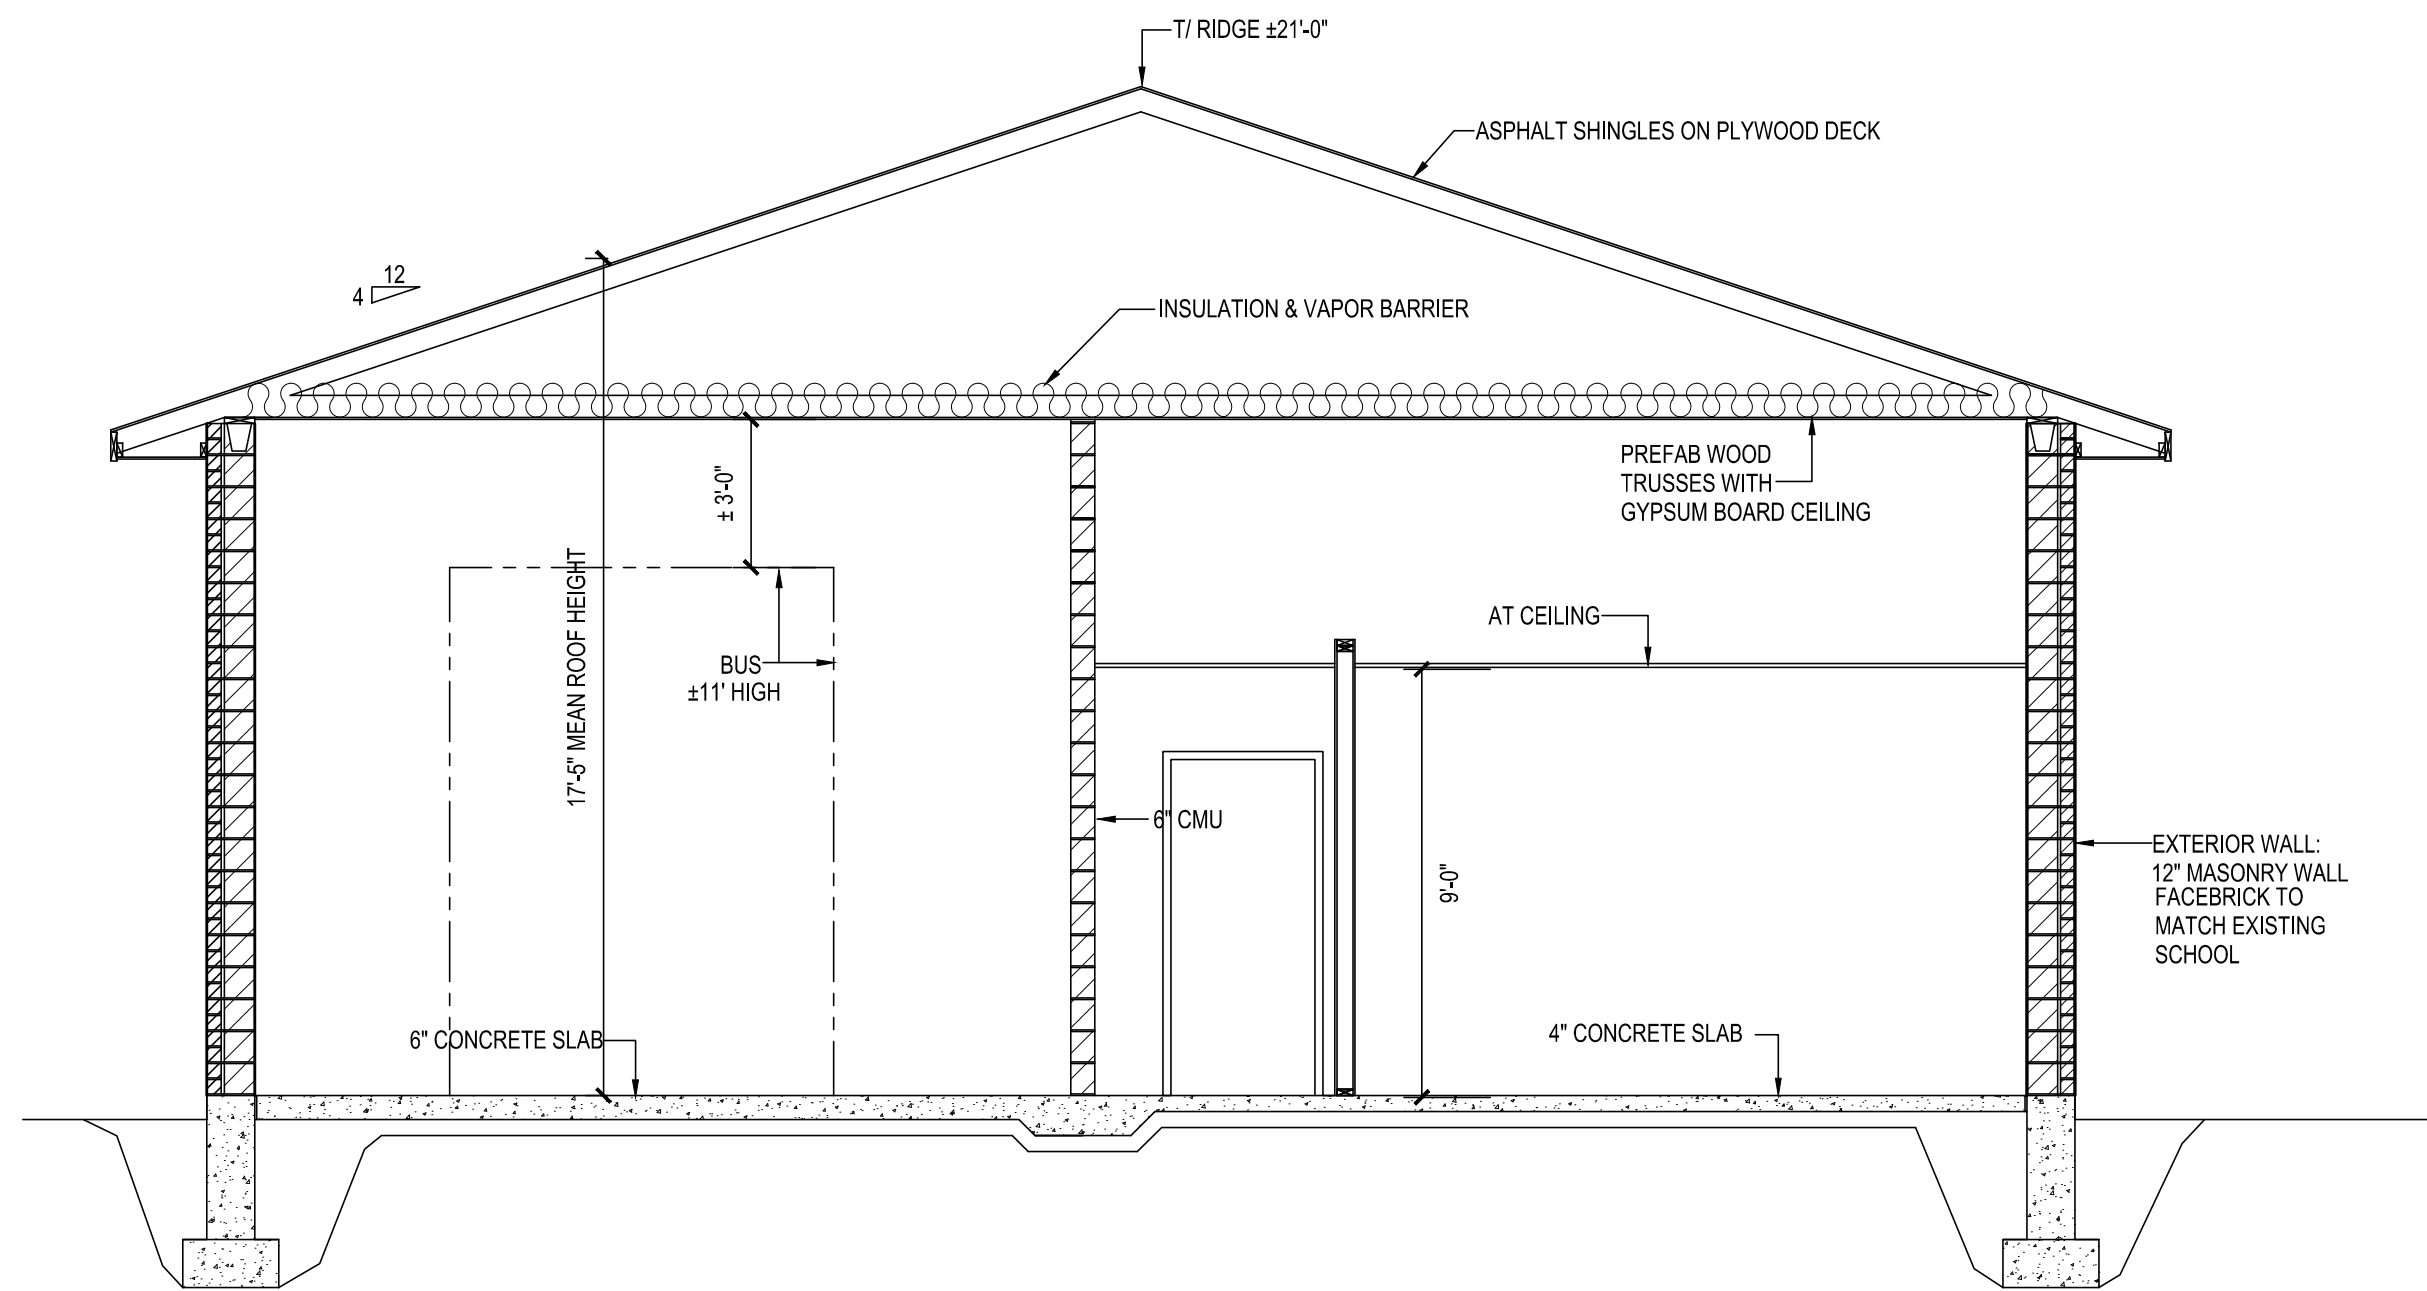 T/ RIDGE ±21'-0"
ASPHALT SHINGLES ON PLYWOOD DECK
12
4
INSULATION & VAPOR BARRIER
PREFAB WOOD
TRUSSES WITH
GYPSUM BOARD CEILING
± 3'-0"
17'-5" MEAN ROOF HEIGHT
AT CEILING
BUS
±11' HIGH
6" CMU
9'-0"
EXTERIOR WALL:
12" MASONRY WALL
FACEBRICK TO
MATCH EXISTING
SCHOOL
6" CONCRETE SLAB
4" CONCRETE SLAB